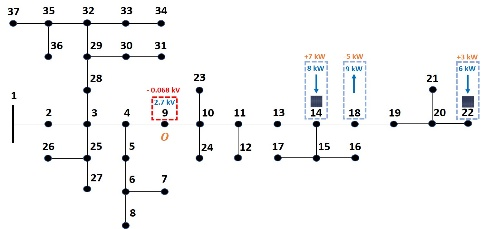 37 35 32 33 34
36 29 30 31
28
- 0.068 kV
+7 kW 5 kW +3 kW
2.7 kV 8 kW 9 kW 6 kW
1 23 21
2 3 4 9 10 11 13 14 18 19 20 22
O
26 25 5 24 12 17 15 16
27 6 7
8